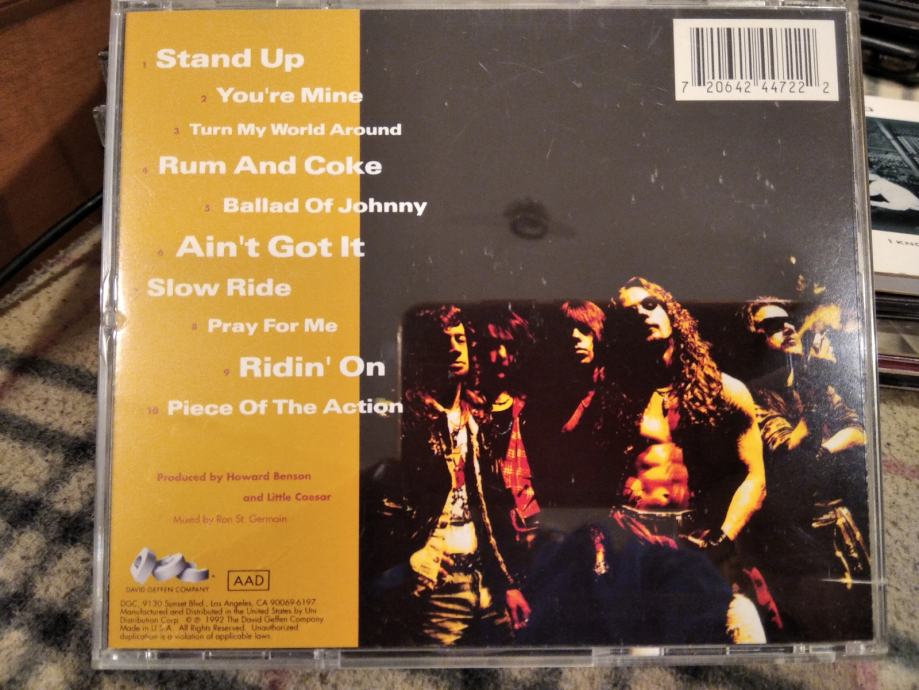 1 Stand Up
2 You're Mine
3 Turn My World Around
4 Rum And Coke
5 Ballad Of Johnny
6 Ain't Got It
Slow Ride
8 Pray For Me
9 Ridin' On
10 Piece Of The Action
Produced by Howard Benson
and Little Caesar
Mixed by Ron St. Germain
DAVID GEFFEN COMPANY
AAD
DGC, 9130 Sunset Blvd., Los Angeles, CA 90069-6197
Manufactured and Distributed in the United States by Uni
Distribution Corp. © ℗ 1992 The David Geffen Company
Made in U.S.A. All Rights Reserved. Unauthorized
duplication is a violation of applicable laws.
7 20642 44722 2